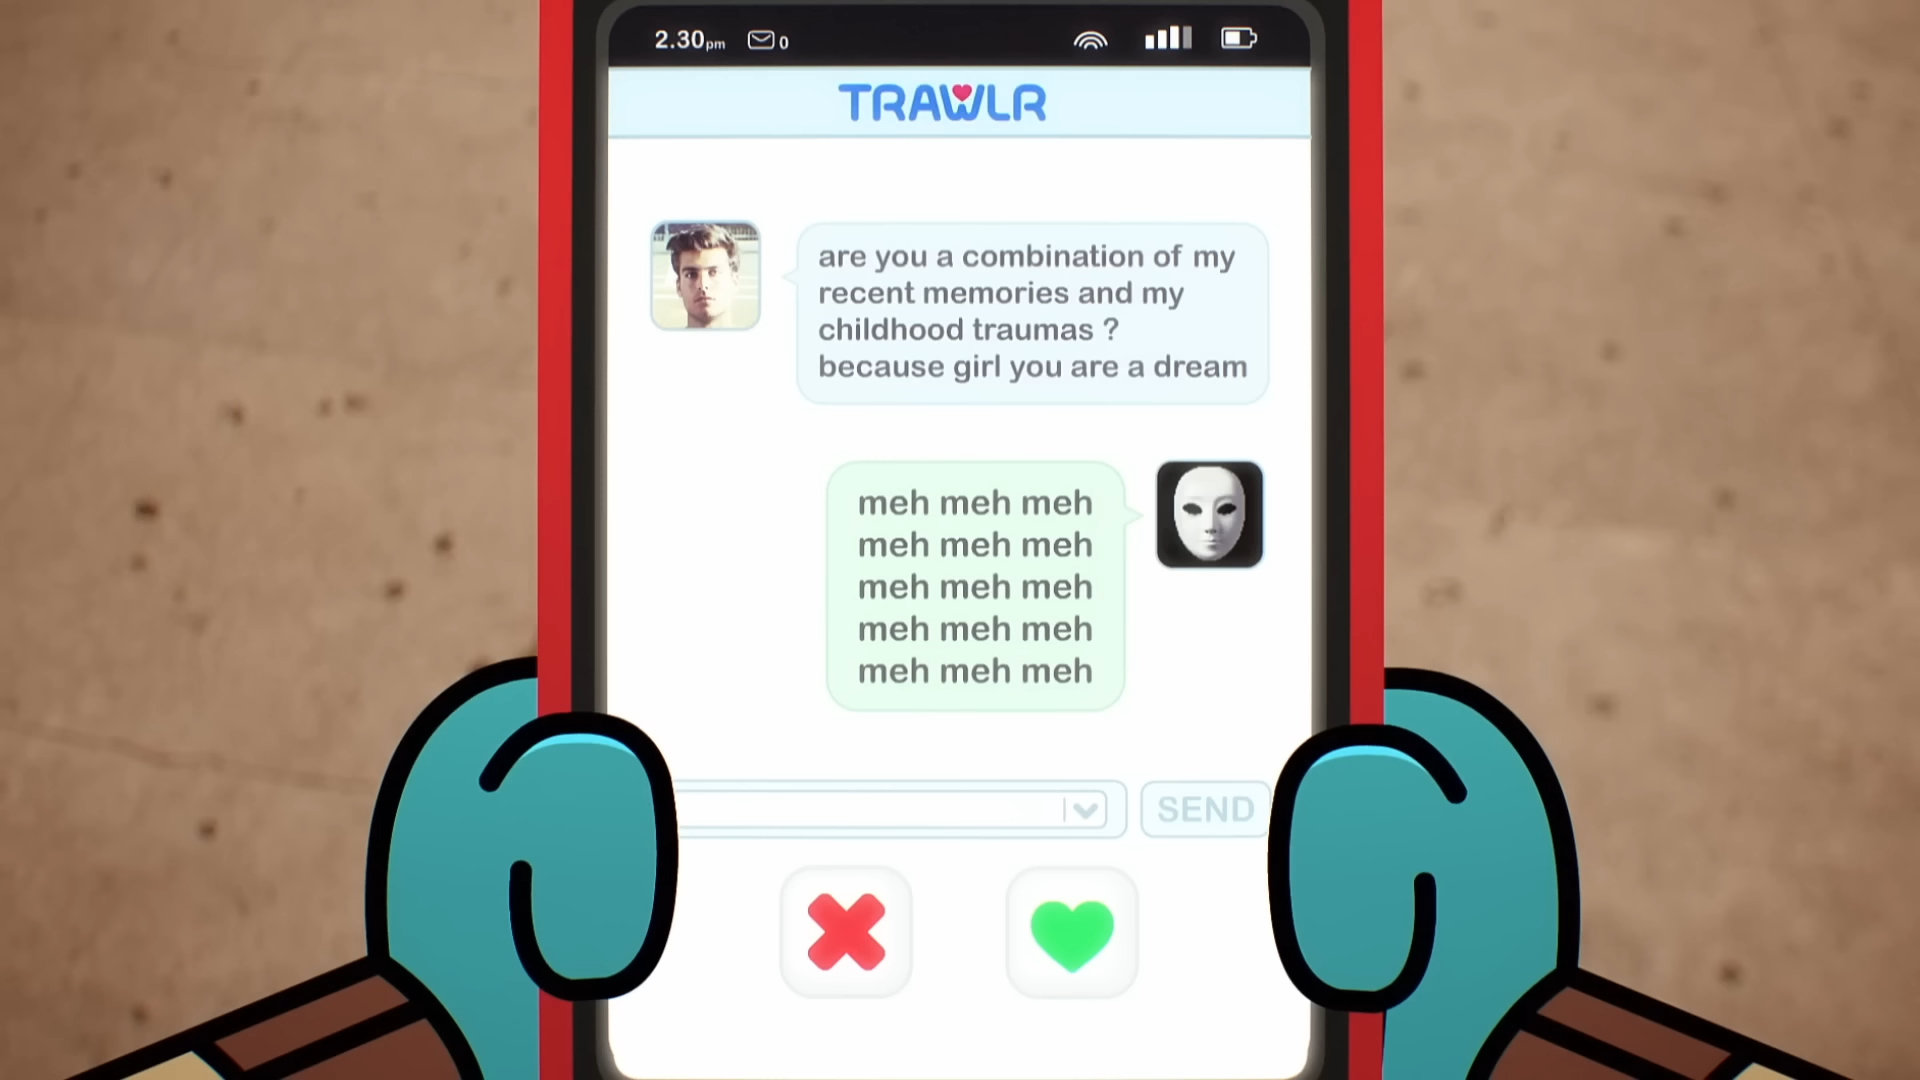 2.30pm 0
TRAWLR
are you a combination of my
recent memories and my
childhood traumas ?
because girl you are a dream
meh meh meh
meh meh meh
meh meh meh
meh meh meh
meh meh meh
SEND